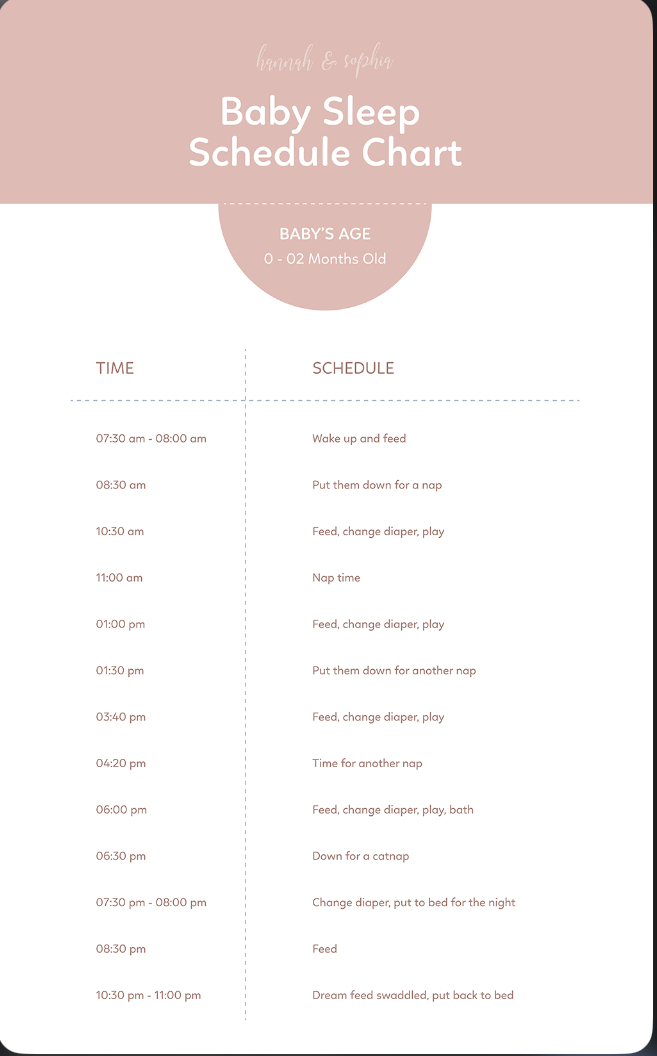 hannah & sophia
Baby Sleep
Schedule Chart
BABY'S AGE
0 - 02 Months Old
TIME SCHEDULE
07:30 am - 08:00 am Wake up and feed
08:30 am Put them down for a nap
10:30 am Feed, change diaper, play
11:00 am Nap time
01:00 pm Feed, change diaper, play
01:30 pm Put them down for another nap
03:40 pm Feed, change diaper, play
04:20 pm Time for another nap
06:00 pm Feed, change diaper, play, bath
06:30 pm Down for a catnap
07:30 pm - 08:00 pm Change diaper, put to bed for the night
08:30 pm Feed
10:30 pm - 11:00 pm Dream feed swaddled, put back to bed